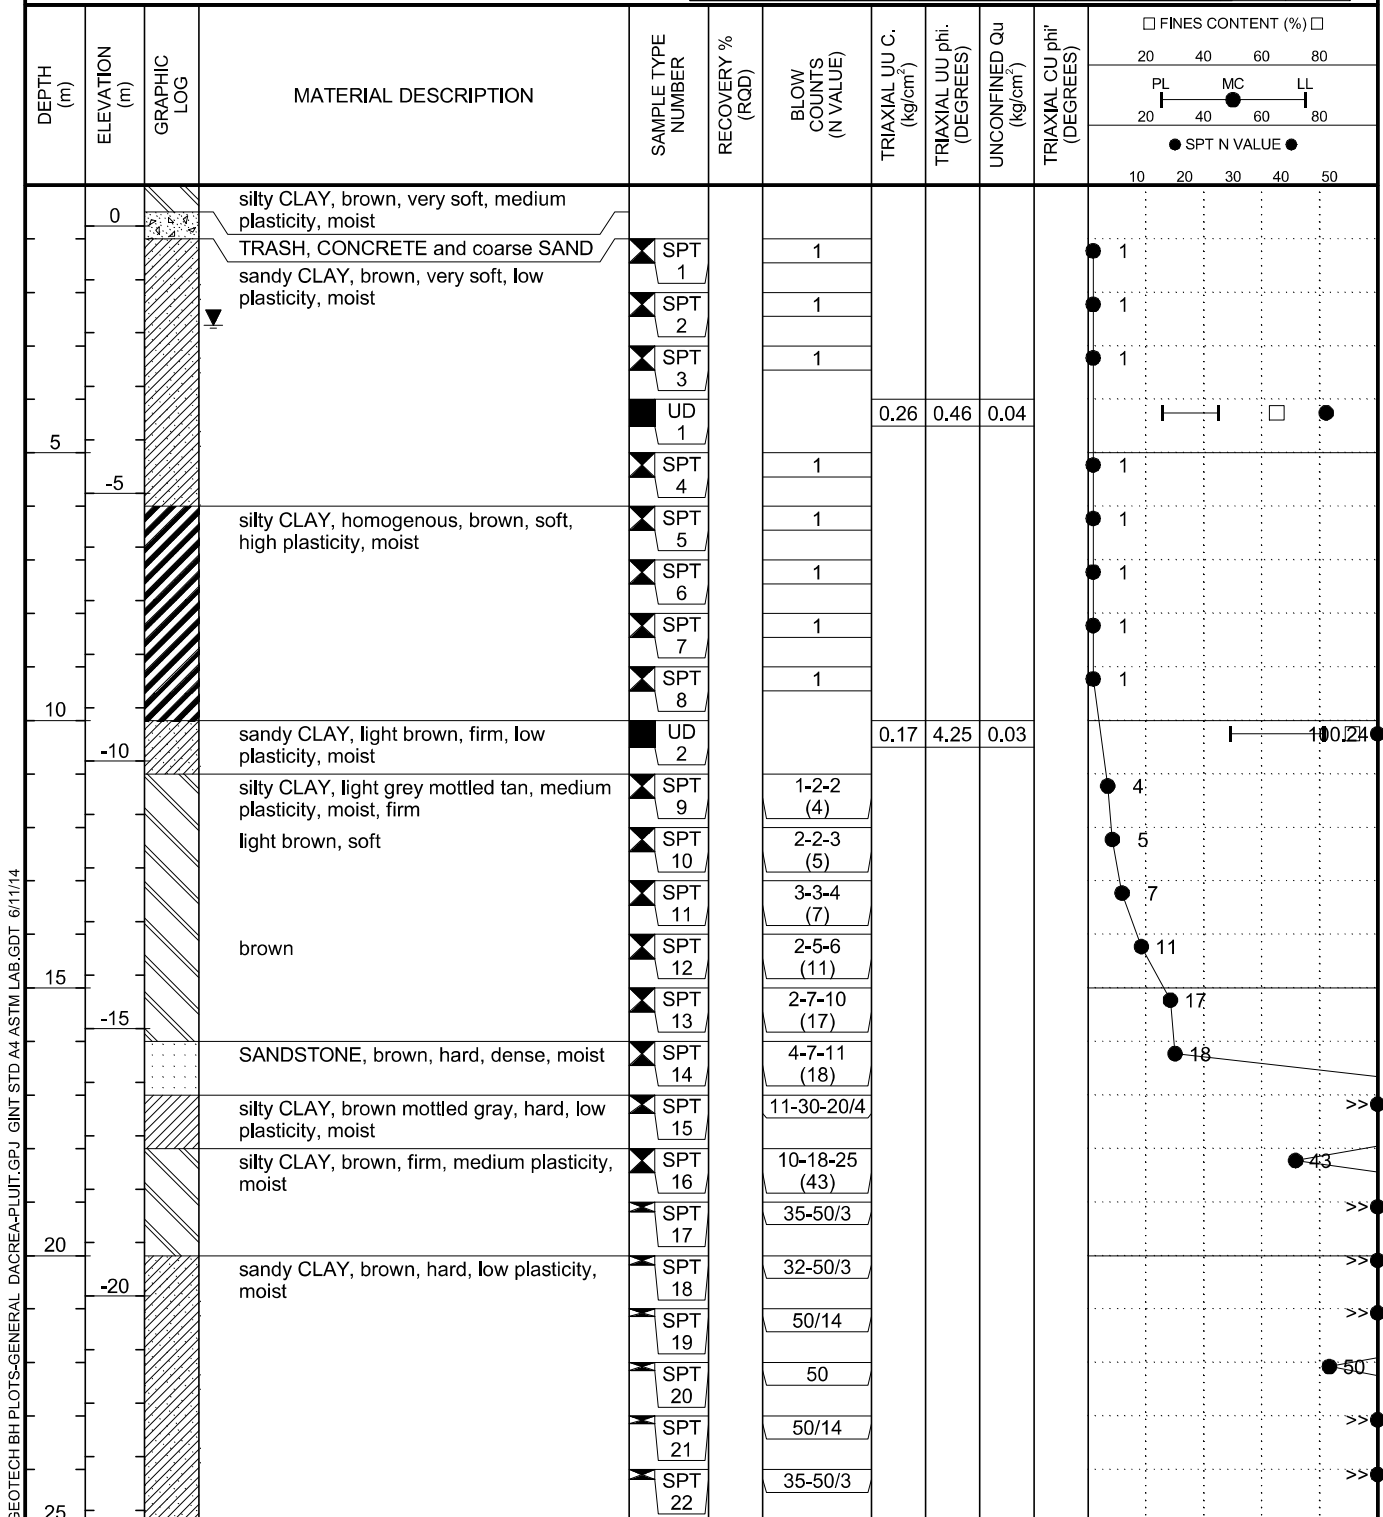 DEPTH
(m)
ELEVATION
(m)
GRAPHIC
LOG
MATERIAL DESCRIPTION
SAMPLE TYPE
NUMBER
RECOVERY %
(RQD)
BLOW
COUNTS
(N VALUE)
TRIAXIAL UU C.
(kg/cm²)
TRIAXIAL UU phi.
(DEGREES)
UNCONFINED Qu
(kg/cm²)
TRIAXIAL CU phi'
(DEGREES)
□ FINES CONTENT (%) □
20 40 60 80
PL MC LL
20 40 60 80
● SPT N VALUE ●
10 20 30 40 50
silty CLAY, brown, very soft, medium
plasticity, moist
0
TRASH, CONCRETE and coarse SAND
SPT
1
1
1
sandy CLAY, brown, very soft, low
plasticity, moist
SPT
2
1
1
SPT
3
1
1
UD
1
0.26 0.46 0.04
5
SPT
4
1
1
-5
silty CLAY, homogenous, brown, soft,
high plasticity, moist
SPT
5
1
1
SPT
6
1
1
SPT
7
1
1
SPT
8
1
1
10
sandy CLAY, light brown, firm, low
plasticity, moist
UD
2
0.17 4.25 0.03
100.24
-10
silty CLAY, light grey mottled tan, medium
plasticity, moist, firm
SPT
9
1-2-2
(4)
4
light brown, soft
SPT
10
2-2-3
(5)
5
SPT
11
3-3-4
(7)
7
brown
SPT
12
2-5-6
(11)
11
15
SPT
13
2-7-10
(17)
17
-15
SANDSTONE, brown, hard, dense, moist
SPT
14
4-7-11
(18)
18
silty CLAY, brown mottled gray, hard, low
plasticity, moist
SPT
15
11-30-20/4
>>
silty CLAY, brown, firm, medium plasticity,
moist
SPT
16
10-18-25
(43)
43
SPT
17
35-50/3
>>
20
sandy CLAY, brown, hard, low plasticity,
moist
SPT
18
32-50/3
>>
-20
SPT
19
50/14
>>
SPT
20
50
50
SPT
21
50/14
>>
SPT
22
35-50/3
>>
25
GEOTECH BH PLOTS-GENERAL DACREA-PLUIT.GPJ GINT STD A4 ASTM LAB.GDT 6/11/14